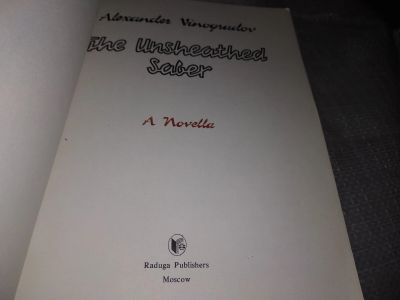 Alexander Vinogradov
The Unsheathed
Saber
A Novella
Raduga Publishers
Moscow